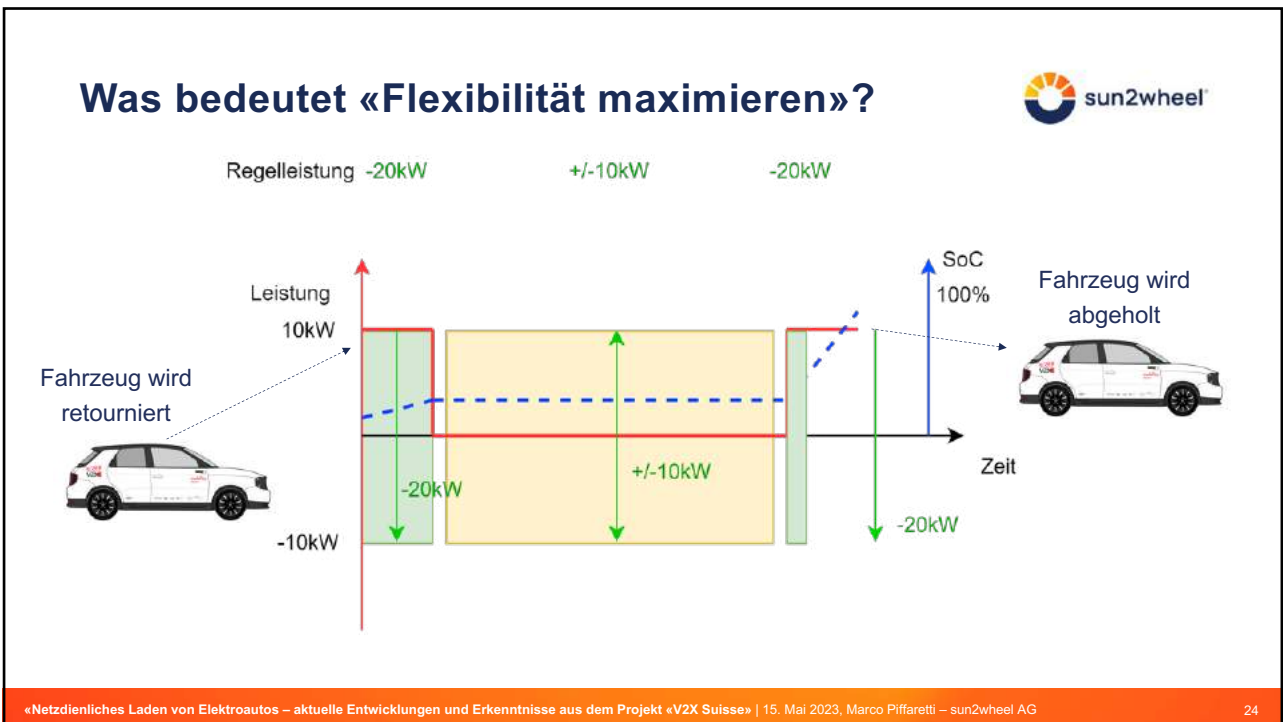 Was bedeutet «Flexibilität maximieren»?
sun2wheel
Regelleistung -20kW +/-10kW -20kW
SoC
100%
Leistung
10kW
Fahrzeug wird
abgeholt
Fahrzeug wird
retourniert
Zeit
-20kW
+/-10kW
-20kW
-10kW
«Netzdienliches Laden von Elektroautos – aktuelle Entwicklungen und Erkenntnisse aus dem Projekt «V2X Suisse» | 15. Mai 2023, Marco Piffaretti – sun2wheel AG 24